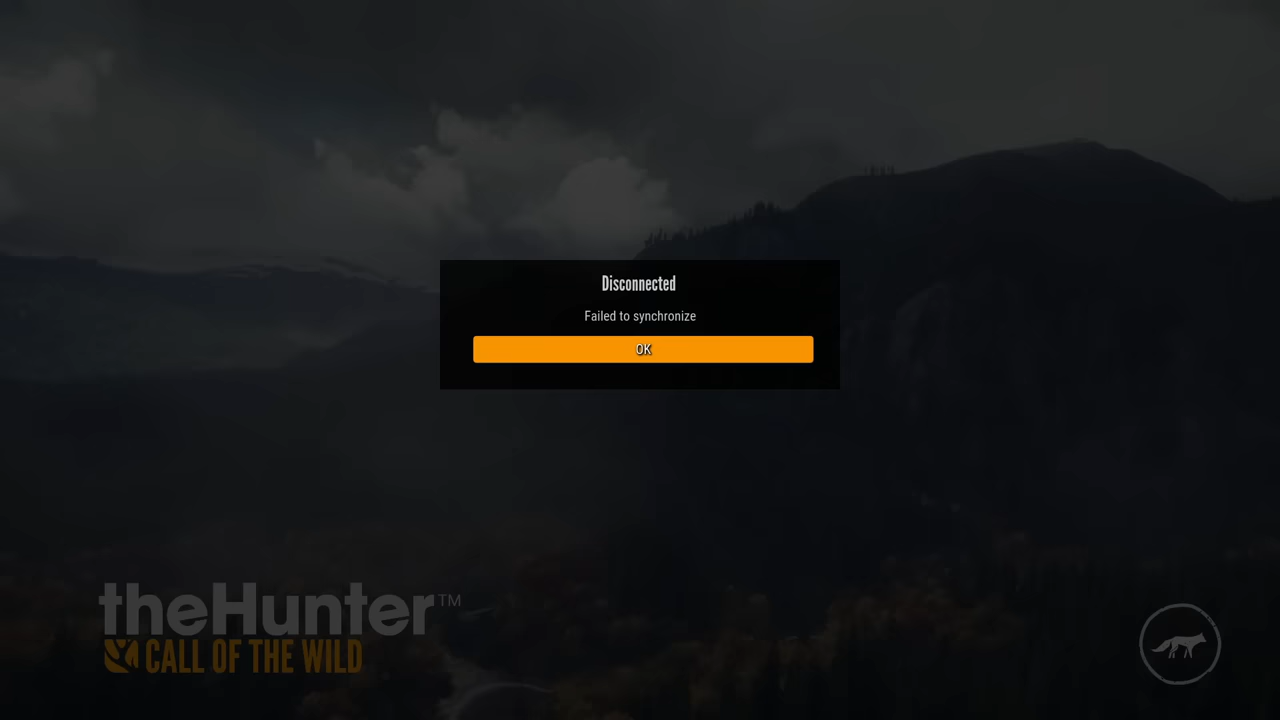 Disconnected
Failed to synchronize
OK
theHunter™
CALL OF THE WILD